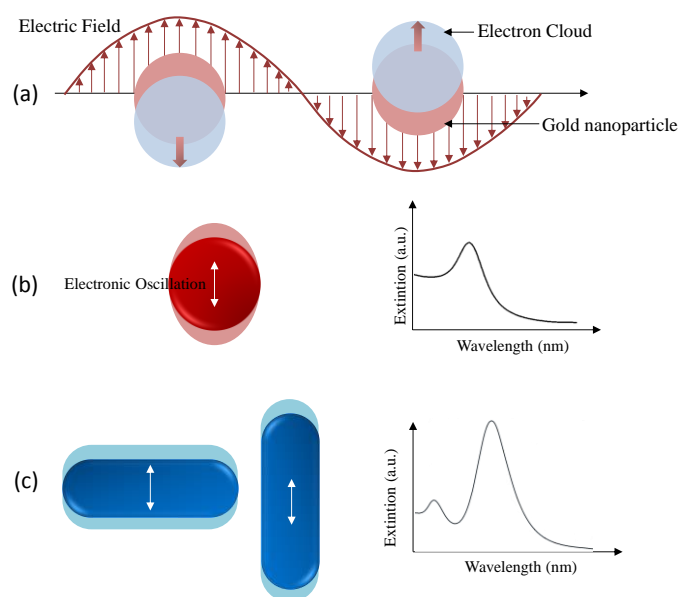 Electric Field
Electron Cloud
(a)
Gold nanoparticle
(b)
Electronic Oscillation
Extintion (a.u.)
Wavelength (nm)
(c)
Extintion (a.u.)
Wavelength (nm)